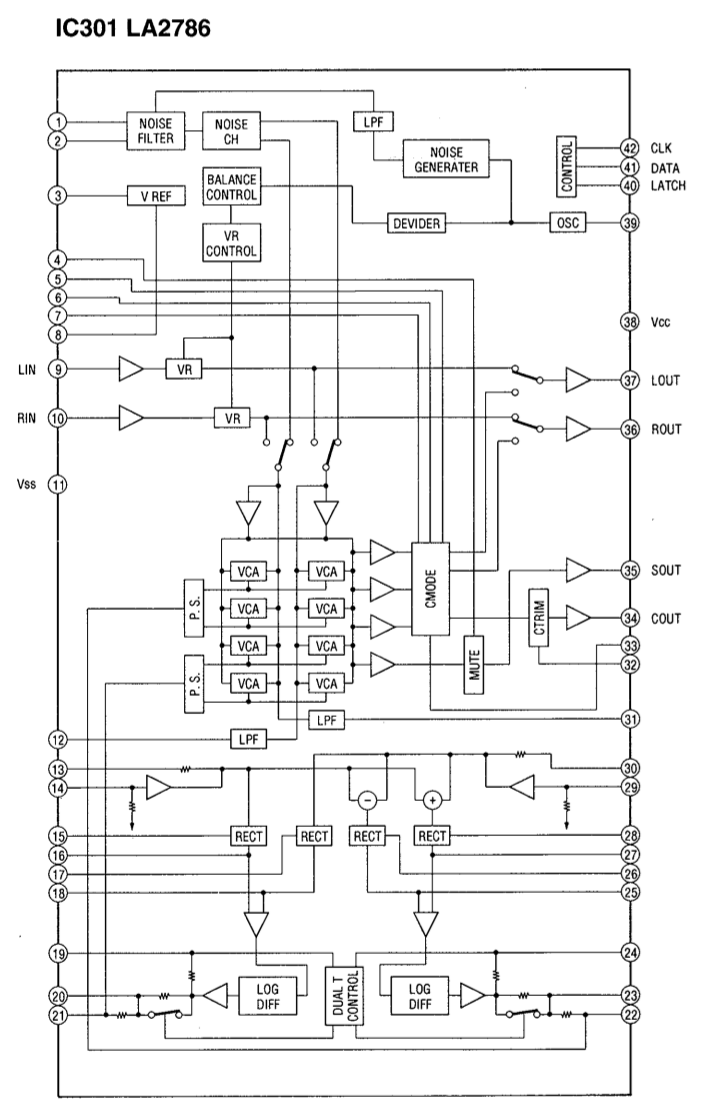 IC301 LA2786
1
2
NOISE
FILTER
NOISE
CH
LPF
NOISE
GENERATER
CONTROL
42 CLK
41 DATA
40 LATCH
3
V REF
BALANCE
CONTROL
VR
CONTROL
DEVIDER
OSC
39
4
5
6
7
8
38 Vcc
LIN 9
VR
37 LOUT
RIN 10
VR
36 ROUT
Vss 11
VCA
VCA
VCA
VCA
VCA
VCA
VCA
VCA
P. S.
P. S.
CMODE
MUTE
CTRIM
35 SOUT
34 COUT
33
32
LPF
31
12
LPF
13
14
30
29
−
+
15
RECT
RECT
RECT
RECT
28
16
27
17
26
18
25
19
24
20
21
LOG
DIFF
DUAL T
CONTROL
LOG
DIFF
23
22